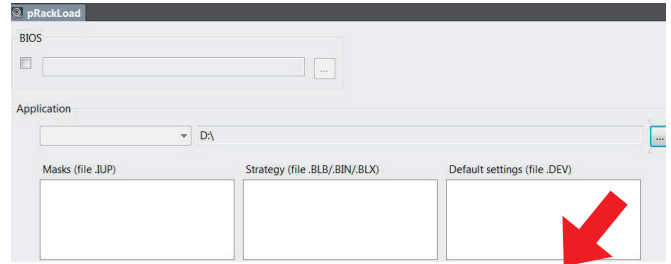 pRackLoad
BIOS
...
Application
D:\
...
Masks (file .IUP) Strategy (file .BLB/.BIN/.BLX) Default settings (file .DEV)